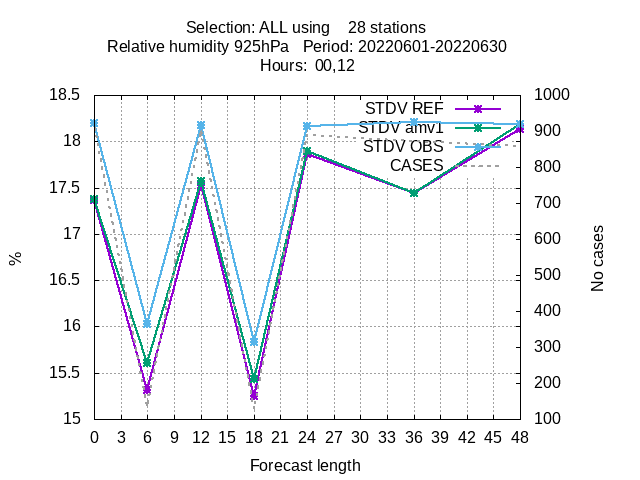 Selection: ALL using    28 stations
Relative humidity 925hPa   Period: 20220601-20220630
Hours:  00,12
18.5
18
17.5
17
16.5
16
15.5
15
%
STDV REF
STDV amv1
STDV OBS
CASES
1000
900
800
700
600
500
400
300
200
100
No cases
0 3 6 9 12 15 18 21 24 27 30 33 36 39 42 45 48
Forecast length